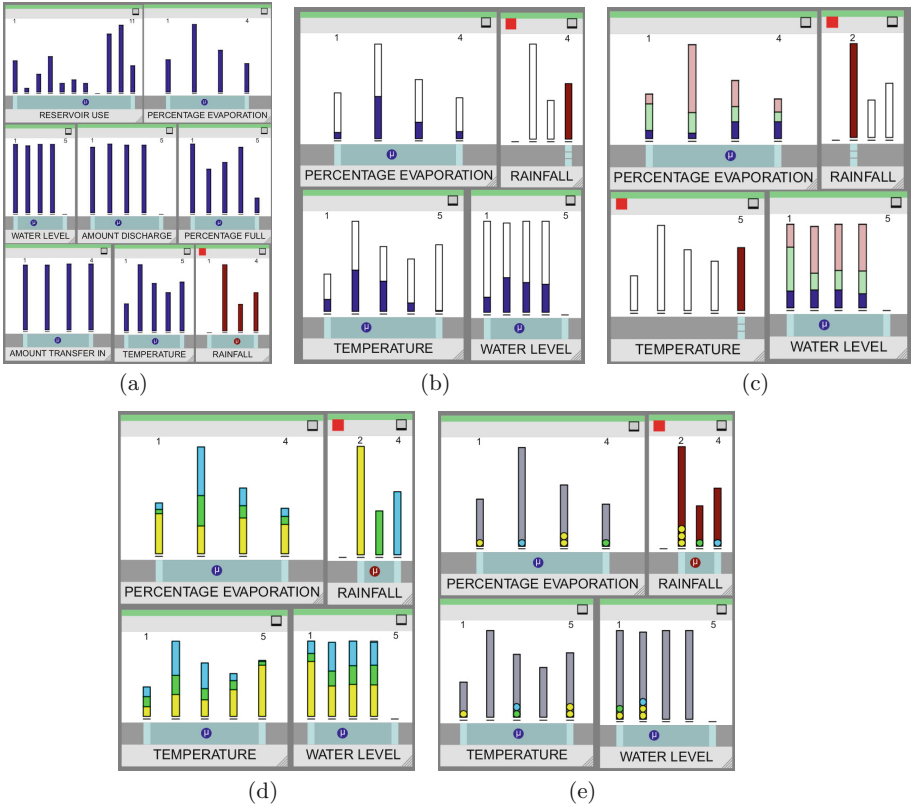 1 11 1 4
μ μ
RESERVOIR USE PERCENTAGE EVAPORATION
1 5 1 5 1 5
μ μ μ
WATER LEVEL AMOUNT DISCHARGE PERCENTAGE FULL
1 4 1 5 1 4
μ μ μ
AMOUNT TRANSFER IN TEMPERATURE RAINFALL
(a)
1 4 4
μ
PERCENTAGE EVAPORATION RAINFALL
1 5 1 5
μ μ
TEMPERATURE WATER LEVEL
(b)
1 4 2
μ
PERCENTAGE EVAPORATION RAINFALL
5 1 5
μ
TEMPERATURE WATER LEVEL
(c)
1 4 2 4
μ μ
PERCENTAGE EVAPORATION RAINFALL
1 5 1 5
μ μ
TEMPERATURE WATER LEVEL
(d)
1 4 2 4
μ μ
PERCENTAGE EVAPORATION RAINFALL
1 5 1 5
μ μ
TEMPERATURE WATER LEVEL
(e)